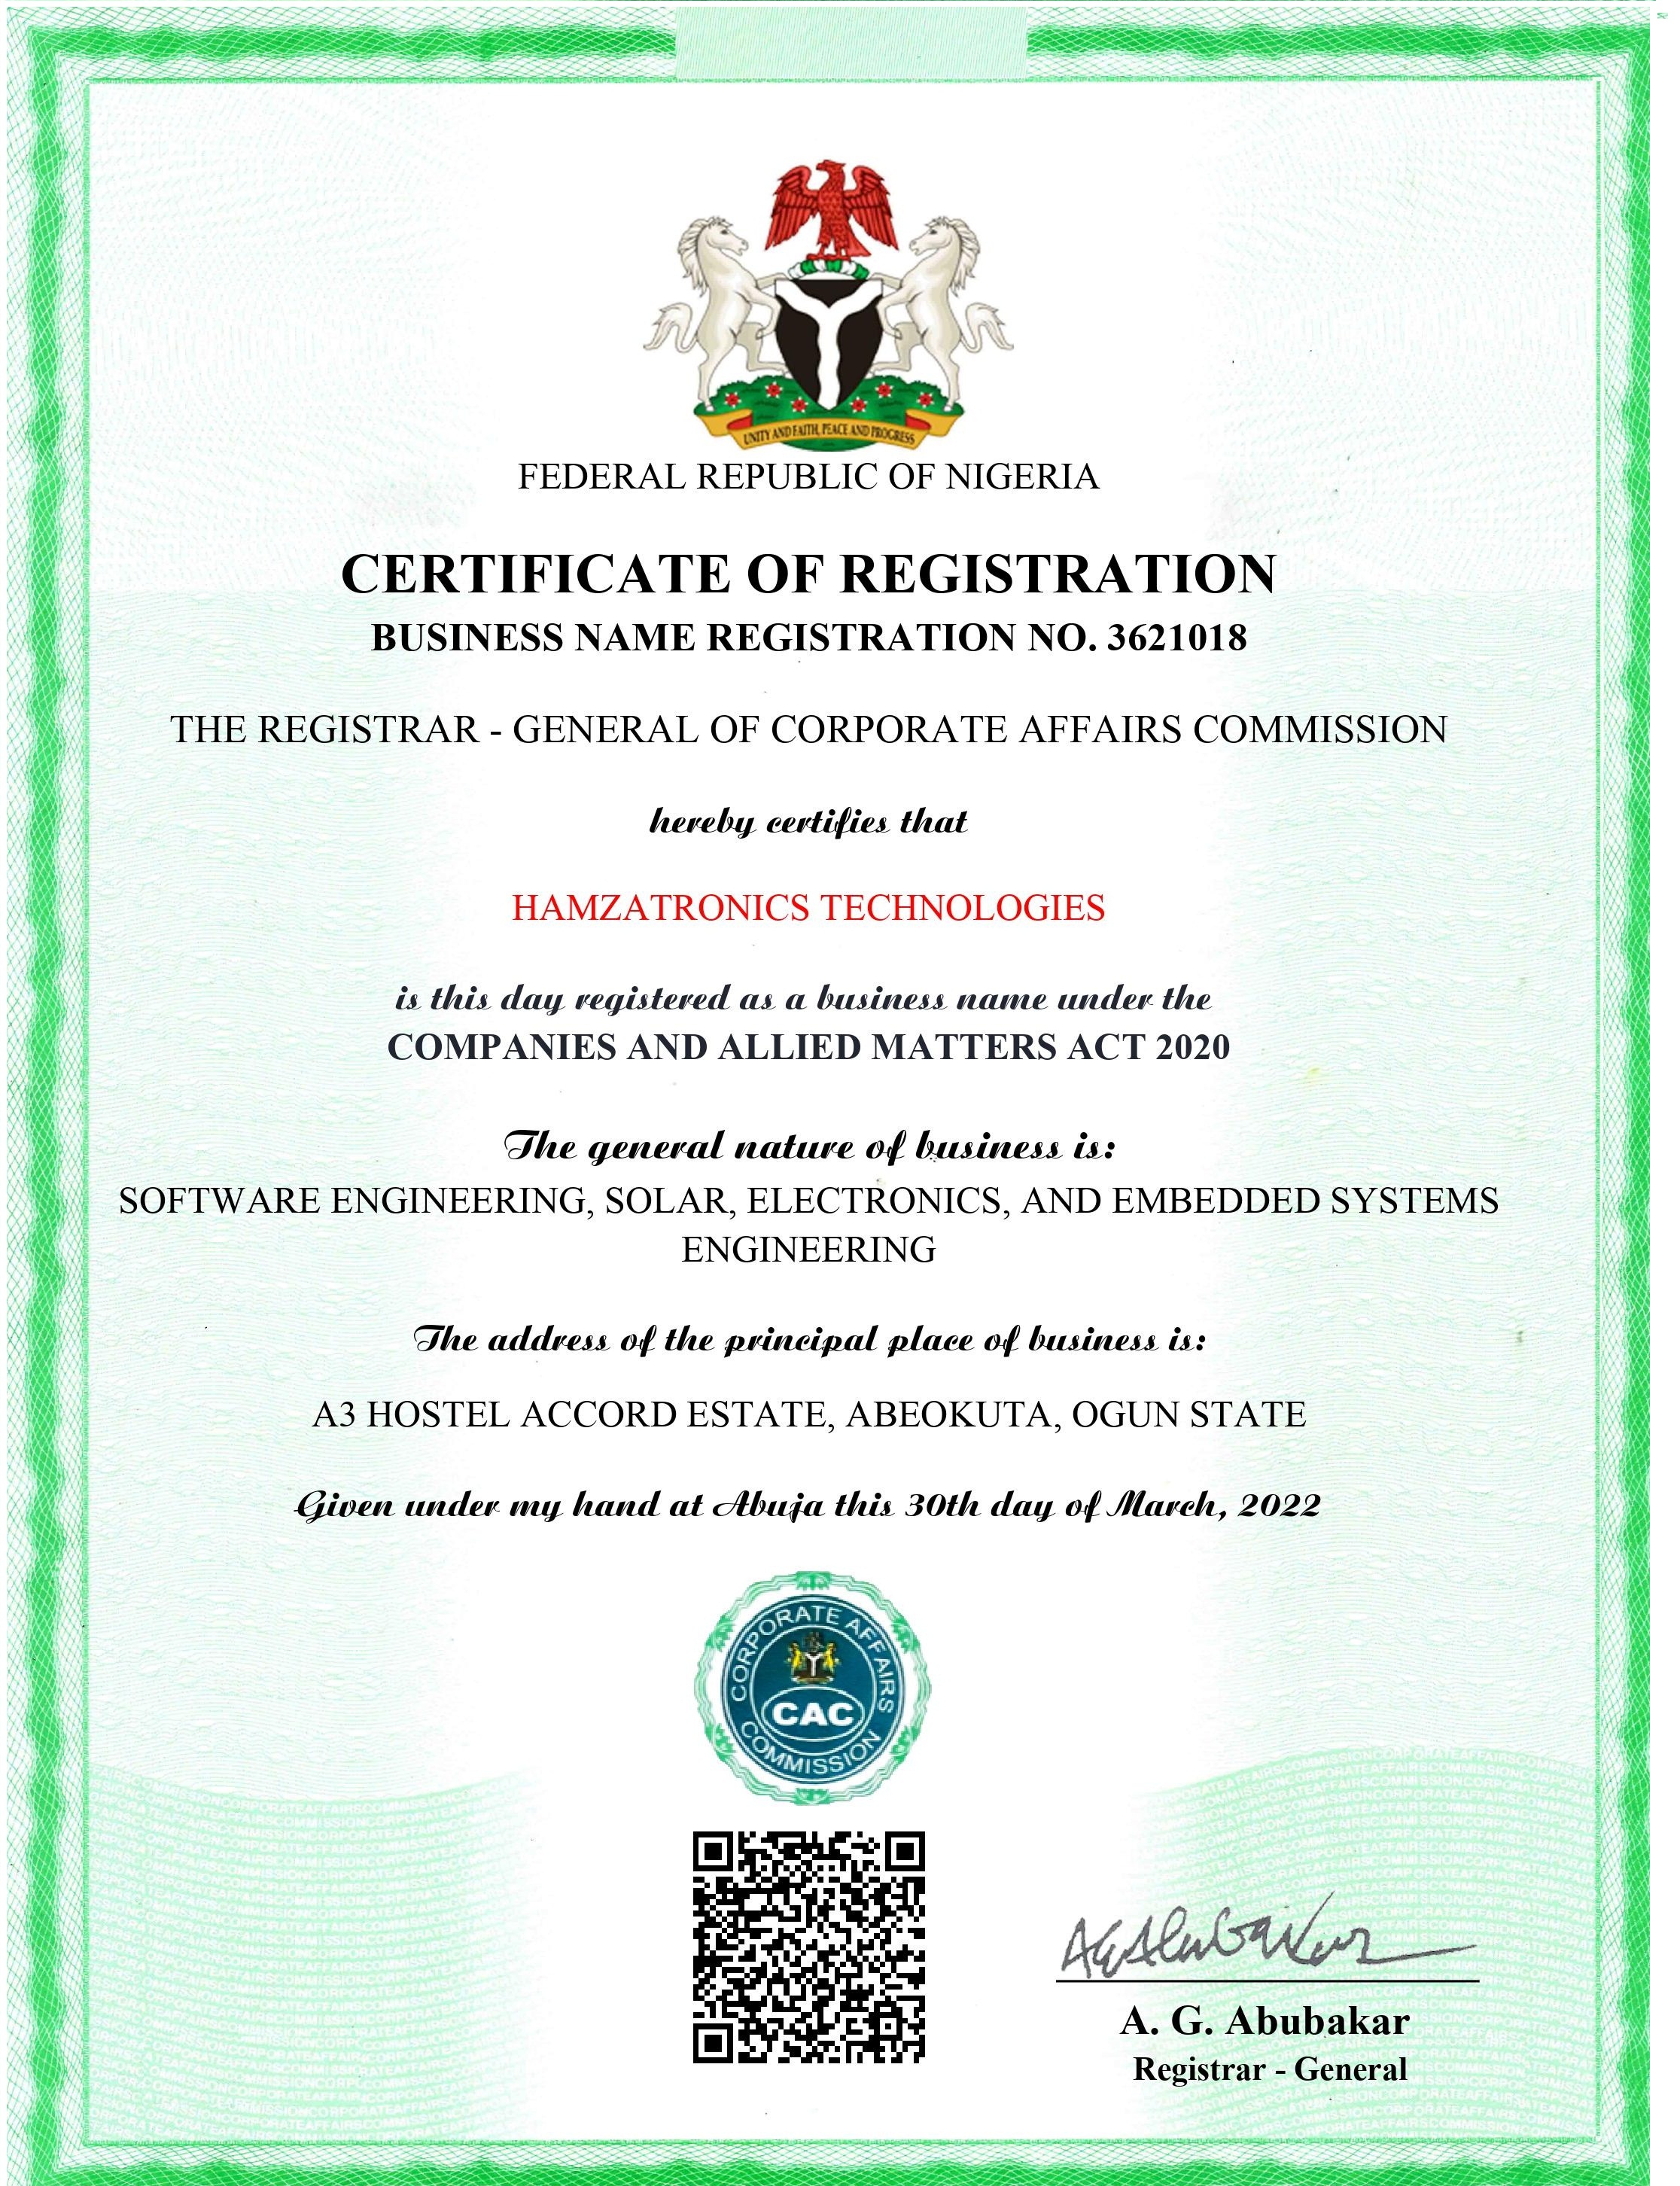 UNITY AND FAITH, PEACE AND PROGRESS
FEDERAL REPUBLIC OF NIGERIA
CERTIFICATE OF REGISTRATION
BUSINESS NAME REGISTRATION NO. 3621018
THE REGISTRAR - GENERAL OF CORPORATE AFFAIRS COMMISSION
hereby certifies that
HAMZATRONICS TECHNOLOGIES
is this day registered as a business name under the
COMPANIES AND ALLIED MATTERS ACT 2020
The general nature of business is:
SOFTWARE ENGINEERING, SOLAR, ELECTRONICS, AND EMBEDDED SYSTEMS
ENGINEERING
The address of the principal place of business is:
A3 HOSTEL ACCORD ESTATE, ABEOKUTA, OGUN STATE
Given under my hand at Abuja this 30th day of March, 2022
CORPORATE AFFAIRS
CAC
COMMISSION
A. G. Abubakar
Registrar - General